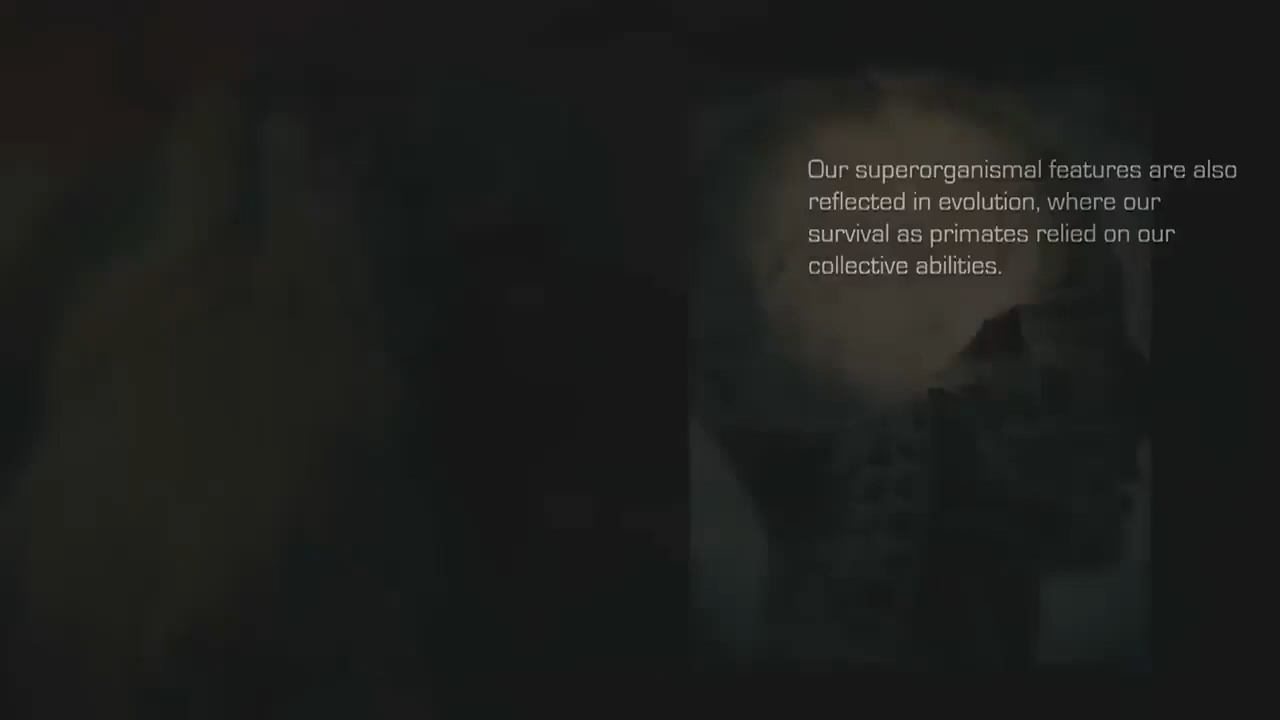 Our superorganismal features are also
reflected in evolution, where our
survival as primates relied on our
collective abilities.